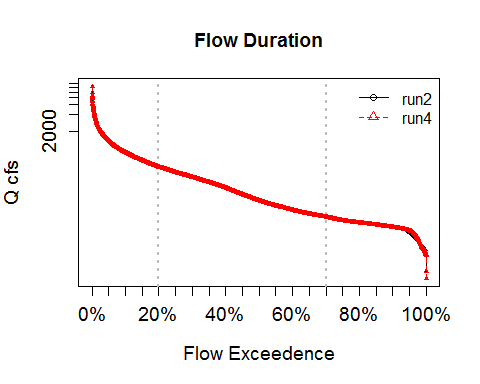 Flow Duration
run2
run4
2000
Q cfs
0%
20%
40%
60%
80%
100%
Flow Exceedence